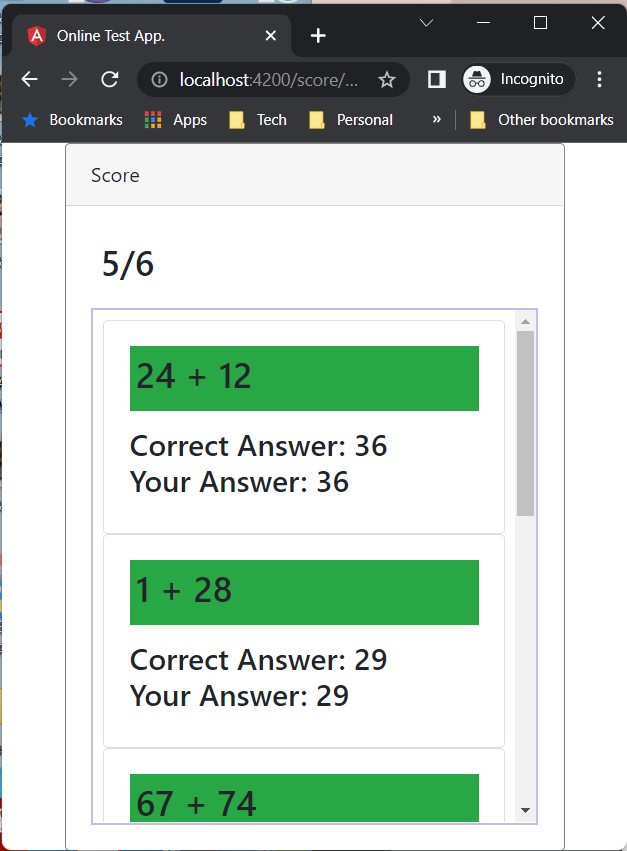 Online Test App.
localhost:4200/score/...
Incognito
Bookmarks
Apps
Tech
Personal
»
Other bookmarks
Score
5/6
24 + 12
Correct Answer: 36
Your Answer: 36
1 + 28
Correct Answer: 29
Your Answer: 29
67 + 74